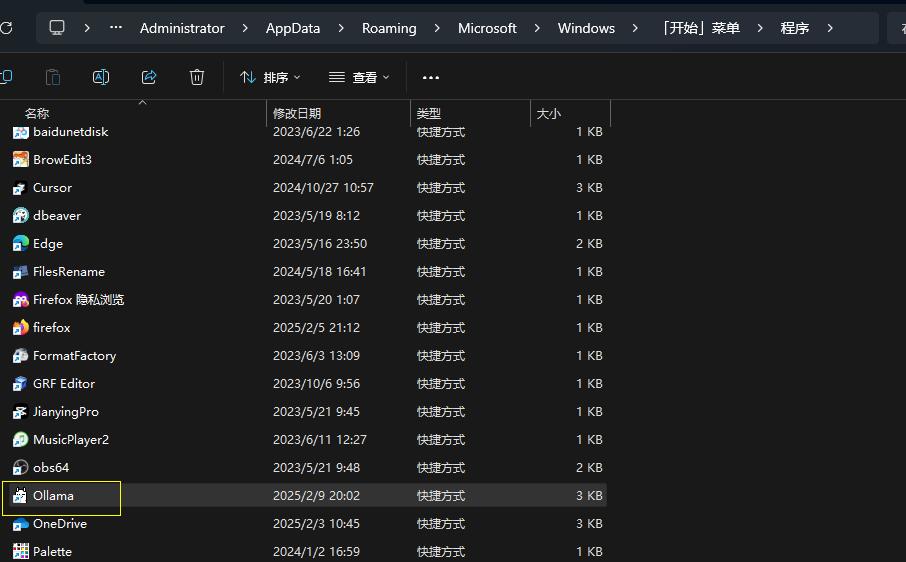 Administrator > AppData > Roaming > Microsoft > Windows > 「开始」菜单 > 程序 >
排序 查看
名称 修改日期 类型 大小
baidunetdisk 2023/6/22 1:26 快捷方式 1 KB
BrowEdit3 2024/7/6 1:05 快捷方式 1 KB
Cursor 2024/10/27 10:57 快捷方式 3 KB
dbeaver 2023/5/19 8:12 快捷方式 1 KB
Edge 2023/5/16 23:50 快捷方式 2 KB
FilesRename 2024/5/18 16:41 快捷方式 1 KB
Firefox 隐私浏览 2023/5/20 1:07 快捷方式 1 KB
firefox 2025/2/5 21:12 快捷方式 1 KB
FormatFactory 2023/6/3 13:09 快捷方式 1 KB
GRF Editor 2023/10/6 9:56 快捷方式 1 KB
JianyingPro 2023/5/21 9:45 快捷方式 1 KB
MusicPlayer2 2023/6/11 12:27 快捷方式 1 KB
obs64 2023/5/21 9:48 快捷方式 2 KB
Ollama 2025/2/9 20:02 快捷方式 3 KB
OneDrive 2025/2/3 10:45 快捷方式 3 KB
Palette 2024/1/2 16:59 快捷方式 1 KB